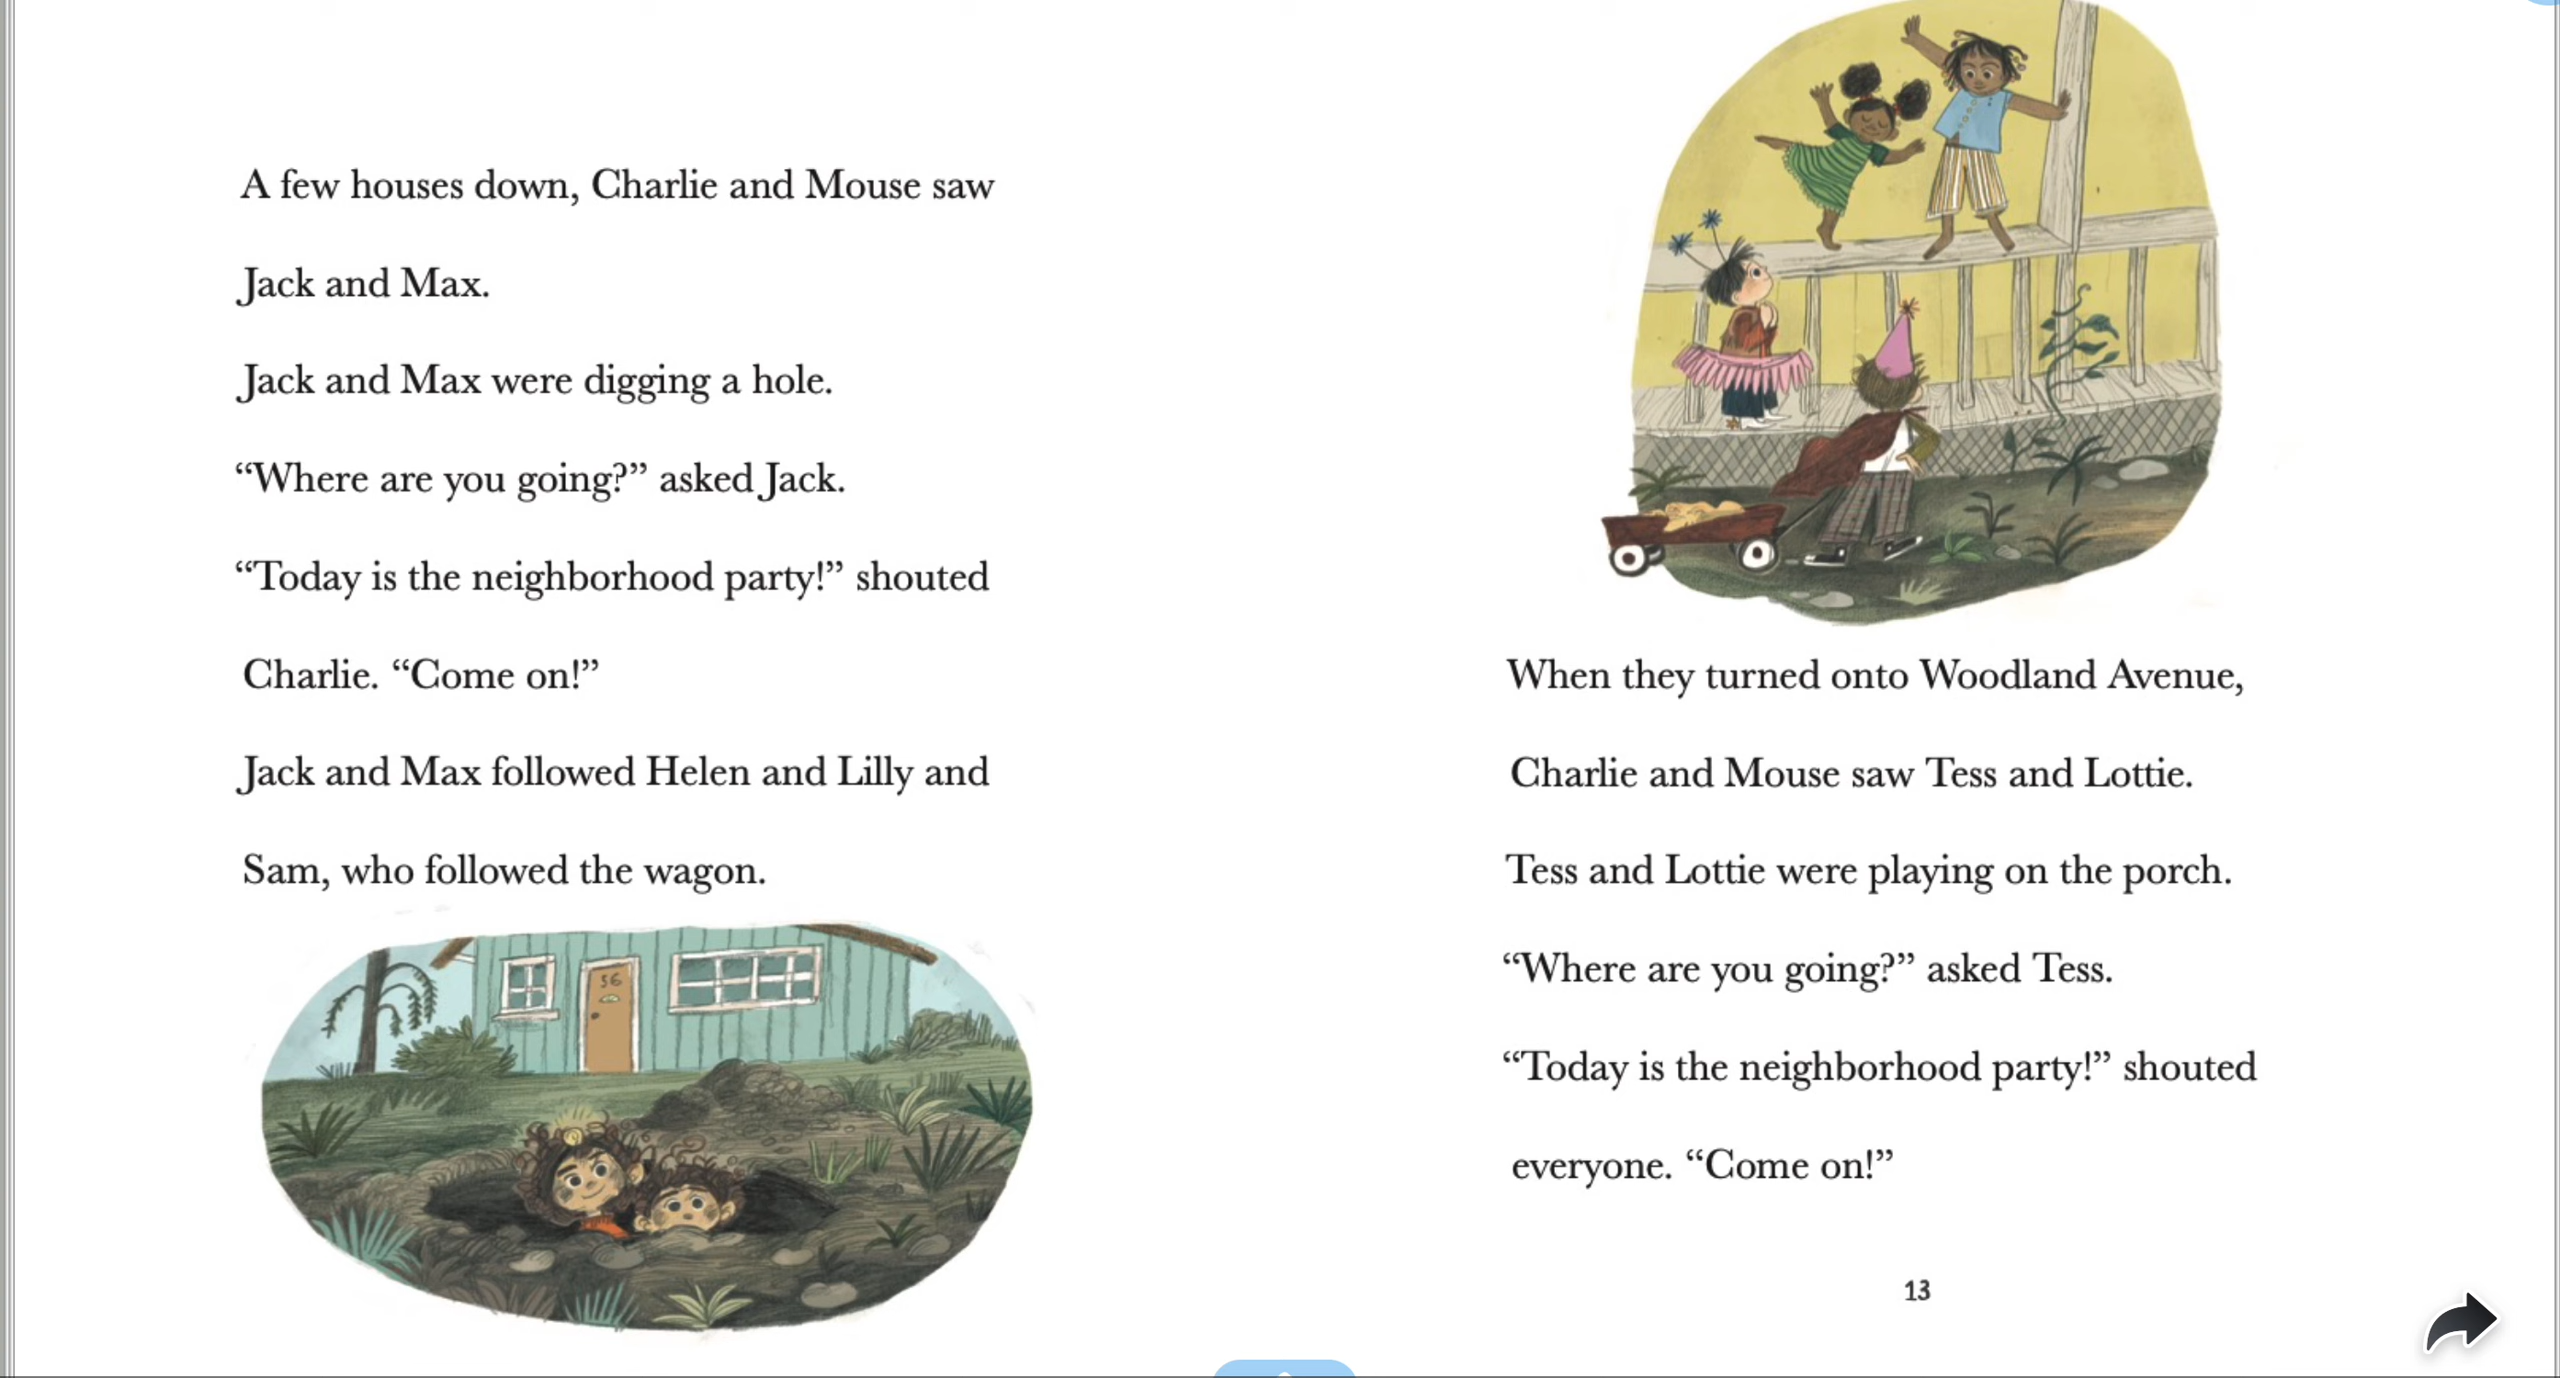 A few houses down, Charlie and Mouse saw
Jack and Max.
Jack and Max were digging a hole.
“Where are you going?” asked Jack.
“Today is the neighborhood party!” shouted
Charlie. “Come on!”
Jack and Max followed Helen and Lilly and
Sam, who followed the wagon.
56
When they turned onto Woodland Avenue,
Charlie and Mouse saw Tess and Lottie.
Tess and Lottie were playing on the porch.
“Where are you going?” asked Tess.
“Today is the neighborhood party!” shouted
everyone. “Come on!”
13